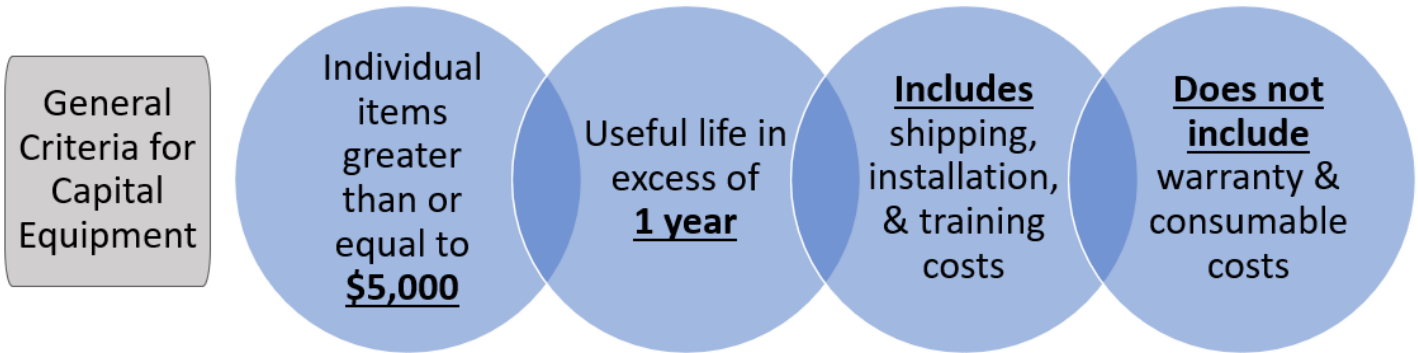 General
Criteria for
Capital
Equipment
Individual
items
greater
than or
equal to
$5,000
Useful life in
excess of
1 year
Includes
shipping,
installation,
& training
costs
Does not
include
warranty &
consumable
costs